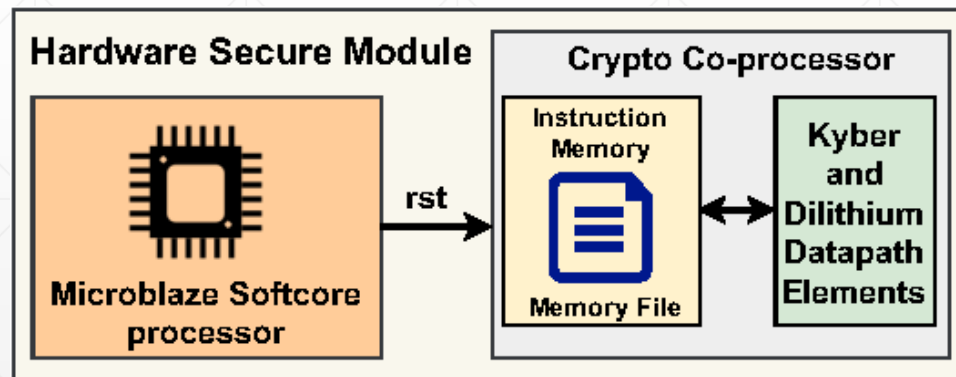 Hardware Secure Module
Crypto Co-processor
Microblaze Softcore
processor
rst
Instruction
Memory
Memory File
Kyber
and
Dilithium
Datapath
Elements